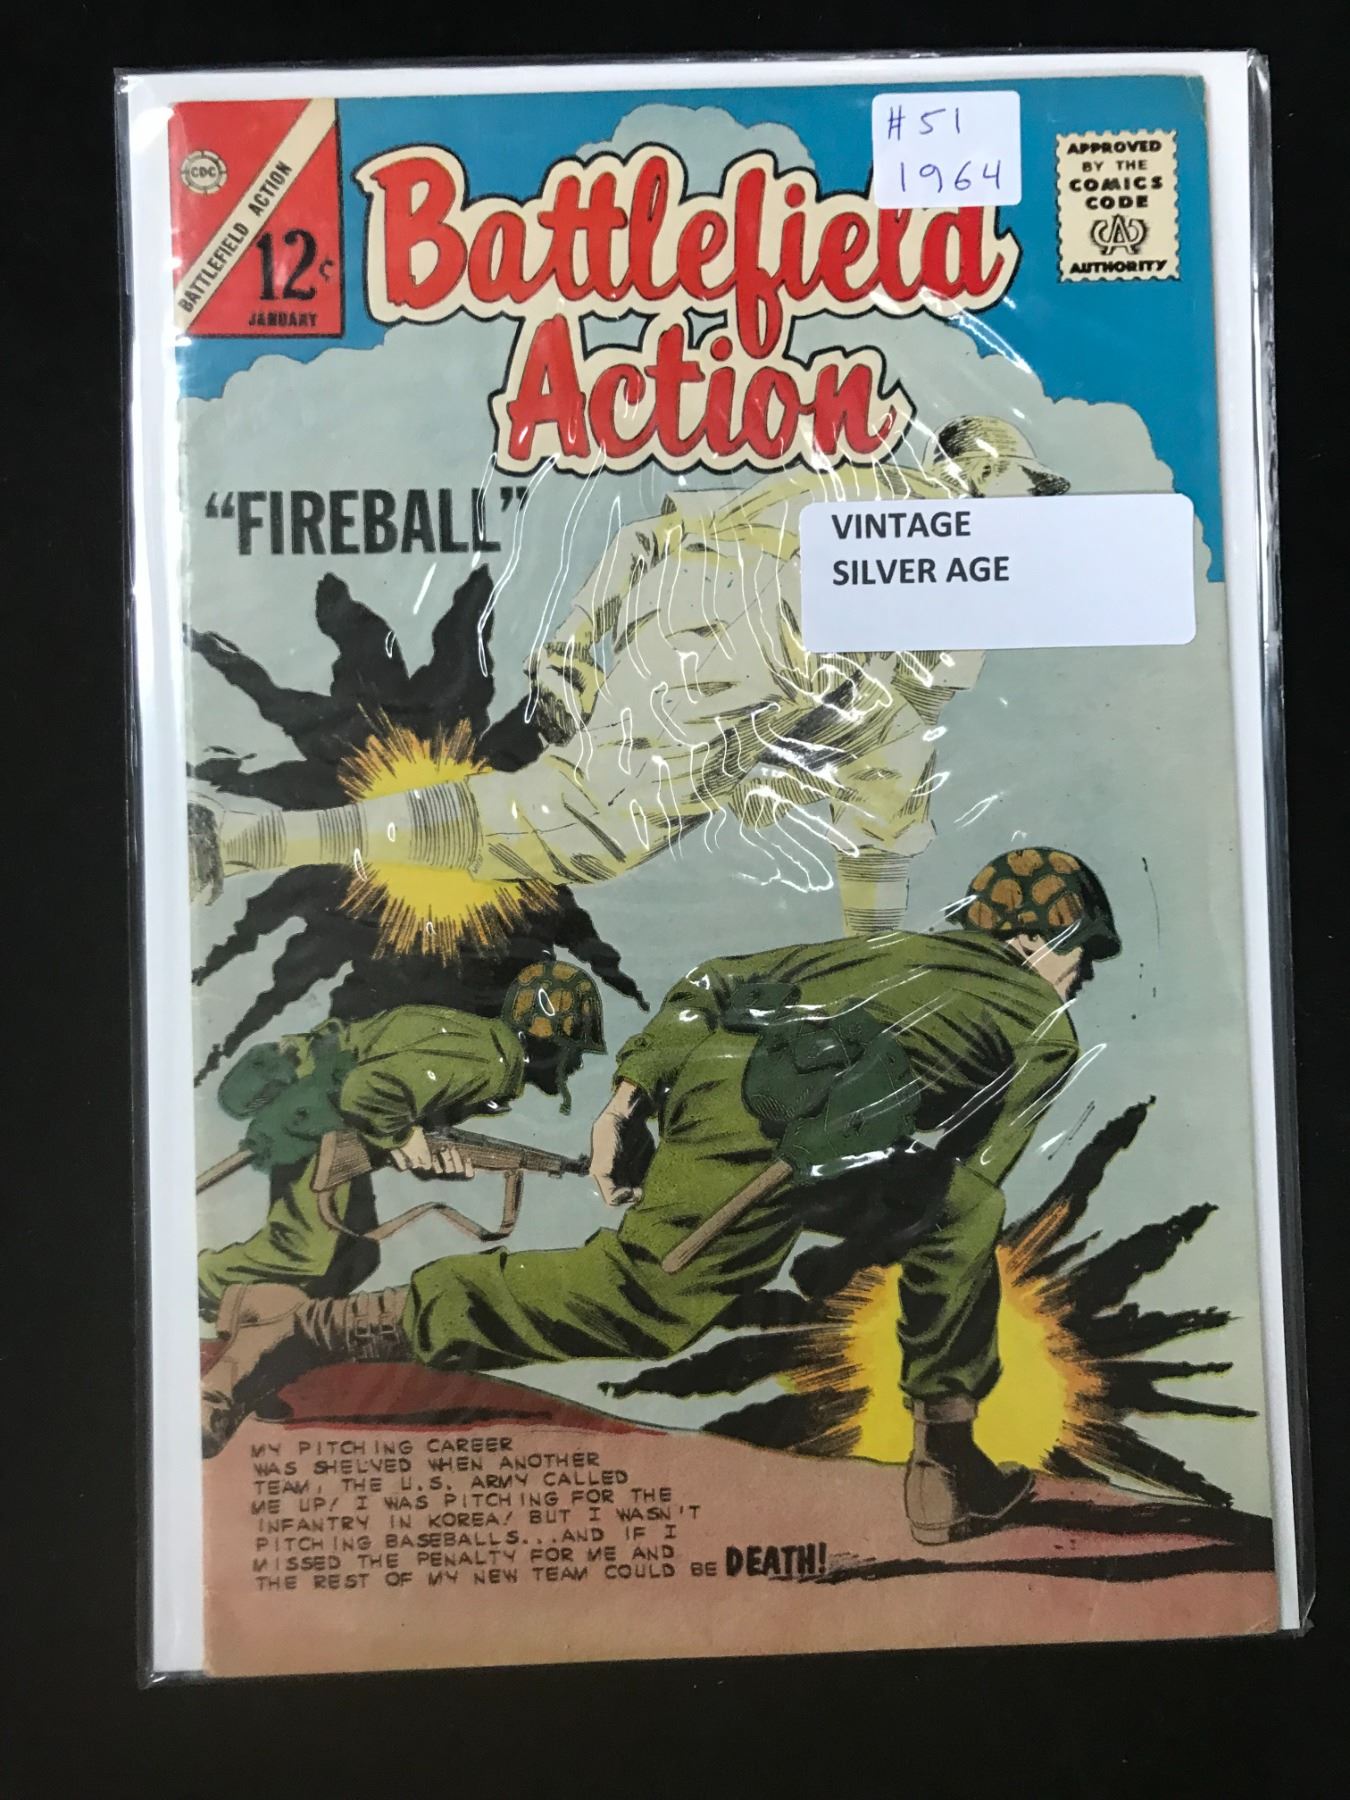 CDC
BATTLEFIELD ACTION
12¢
JANUARY
Battlefield
Action
#51
1964
APPROVED
BY THE
COMICS
CODE
CA
AUTHORITY
"FIREBALL"
VINTAGE
SILVER AGE
MY PITCHING CAREER
WAS SHELVED WHEN ANOTHER
TEAM, THE U.S. ARMY CALLED
ME UP! I WAS PITCHING FOR THE
INFANTRY IN KOREA! BUT I WASN'T
PITCHING BASEBALLS...AND IF I
MISSED THE PENALTY FOR ME AND
THE REST OF MY NEW TEAM COULD BE DEATH!